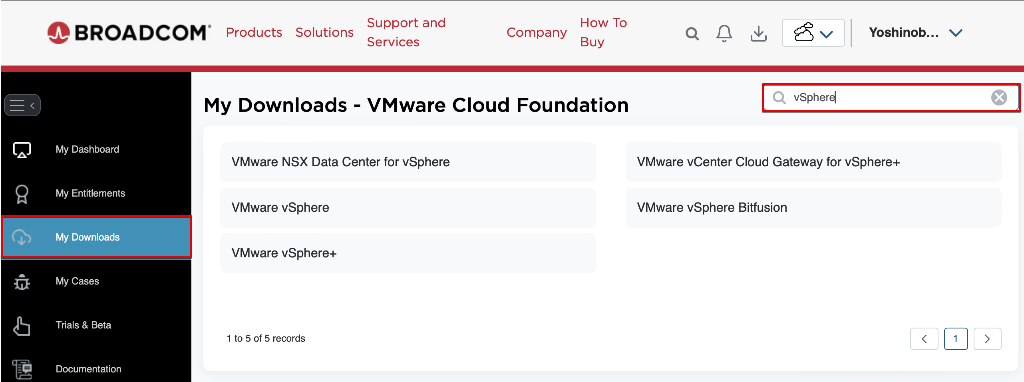 BROADCOM®
Products
Solutions
Support and
Services
Company
How To
Buy
Yoshinob...
My Downloads - VMware Cloud Foundation
vSphere
My Dashboard
My Entitlements
My Downloads
My Cases
Trials & Beta
Documentation
VMware NSX Data Center for vSphere
VMware vCenter Cloud Gateway for vSphere+
VMware vSphere
VMware vSphere Bitfusion
VMware vSphere+
1 to 5 of 5 records
1